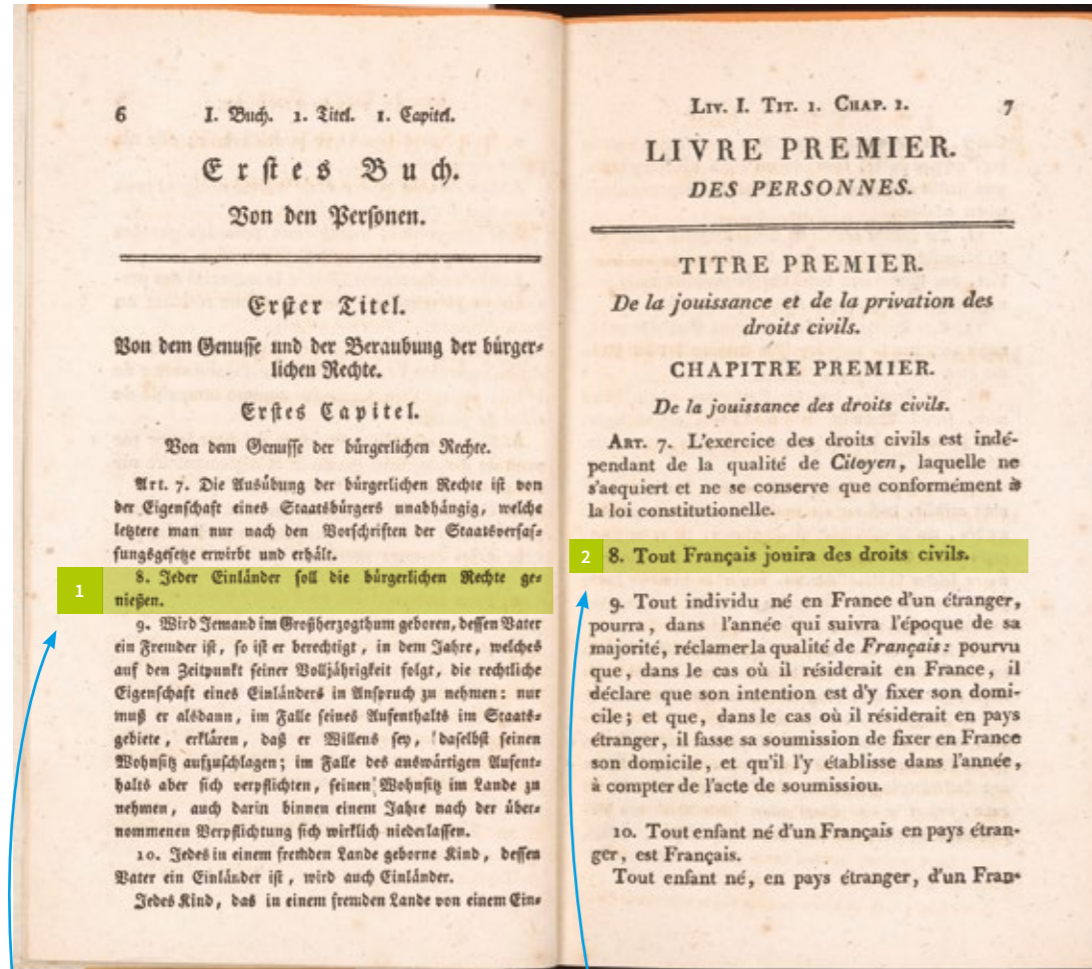 6 I. Buch. 1. Titel. 1. Capitel.
Erstes Buch.
Von den Personen.
Erster Titel.
Von dem Genusse und der Beraubung der bürger=
lichen Rechte.
Erstes Capitel.
Von dem Genusse der bürgerlichen Rechte.
Art. 7. Die Ausübung der bürgerlichen Rechte ist von
der Eigenschaft eines Staatsbürgers unabhängig, welche
letztere man nur nach den Vorschriften der Staatsverfas=
sungsgesetze erwirbt und erhält.
1 8. Jeder Einländer soll die bürgerlichen Rechte ge=
nießen.
9. Wird Jemand im Großherzogthum geboren, dessen Vater
ein Fremder ist, so ist er berechtigt, in dem Jahre, welches
auf den Zeitpunkt seiner Volljährigkeit folgt, die rechtliche
Eigenschaft eines Einländers in Anspruch zu nehmen: nur
muß er alsdann, im Falle seines Aufenthalts im Staats=
gebiete, erklären, daß er Willens sey, daselbst seinen
Wohnsitz aufzuschlagen; im Falle des auswärtigen Aufent=
halts aber sich verpflichten, seinen Wohnsitz im Lande zu
nehmen, auch darin binnen einem Jahre nach der über=
nommenen Verpflichtung sich wirklich niederlassen.
10. Jedes in einem fremden Lande geborne Kind, dessen
Vater ein Einländer ist, wird auch Einländer.
Jedes Kind, das in einem fremden Lande von einem Ein=
LIV. I. TIT. 1. CHAP. 1. 7
LIVRE PREMIER.
DES PERSONNES.
TITRE PREMIER.
De la jouissance et de la privation des
droits civils.
CHAPITRE PREMIER.
De la jouissance des droits civils.
ART. 7. L'exercice des droits civils est indé-
pendant de la qualité de Citoyen, laquelle ne
s'aequiert et ne se conserve que conformément à
la loi constitutionelle.
2 8. Tout Français jouira des droits civils.
9. Tout individu né en France d'un étranger,
pourra, dans l'année qui suivra l'époque de sa
majorité, réclamer la qualité de Français: pourvu
que, dans le cas où il résiderait en France, il
déclare que son intention est d'y fixer son domi-
cile; et que, dans le cas où il résiderait en pays
étranger, il fasse sa soumission de fixer en France
son domicile, et qu'il l'y établisse dans l'année,
à compter de l'acte de soumissiou.
10. Tout enfant né d'un Français en pays étran-
ger, est Français.
Tout enfant né, en pays étranger, d'un Fran-